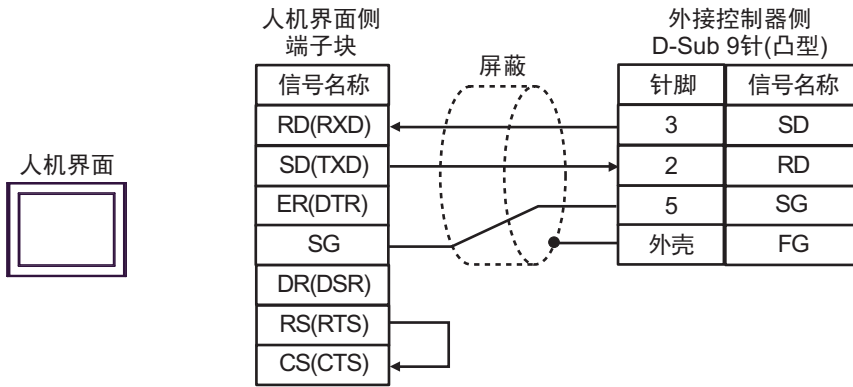 人机界面侧
端子块
外接控制器侧
D-Sub 9针(凸型)
屏蔽
人机界面
信号名称
RD(RXD)
SD(TXD)
ER(DTR)
SG
DR(DSR)
RS(RTS)
CS(CTS)
针脚 信号名称
3 SD
2 RD
5 SG
外壳 FG